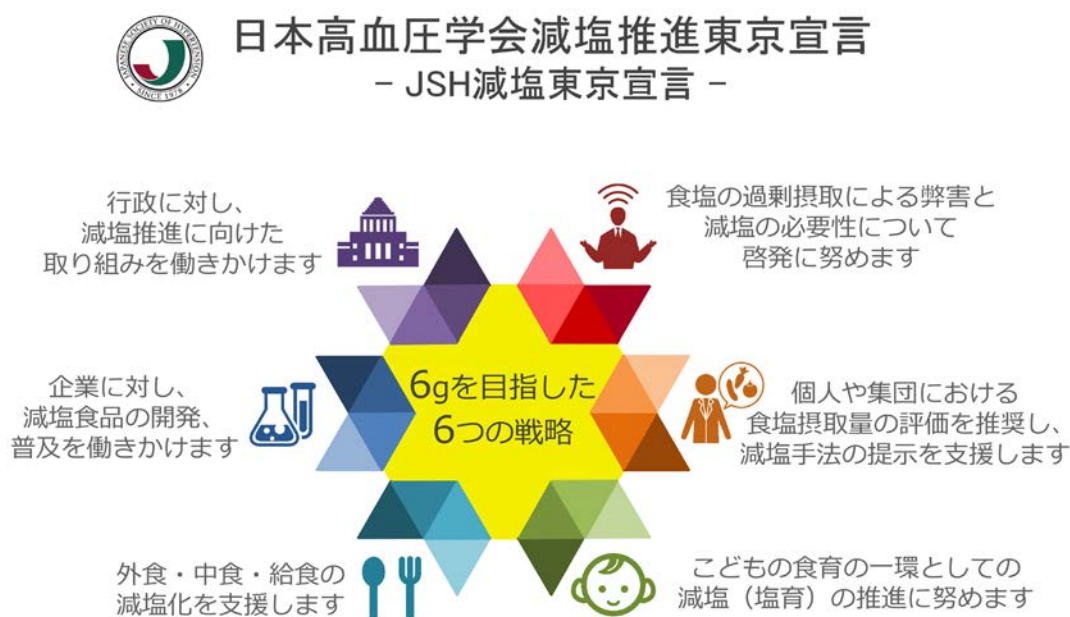 JAPANESE SOCIETY OF HYPERTENSION
SINCE 1978
日本高血圧学会減塩推進東京宣言
– JSH減塩東京宣言 –
食塩の過剰摂取による弊害と
減塩の必要性について
啓発に努めます
個人や集団における
食塩摂取量の評価を推奨し、
減塩手法の提示を支援します
こどもの食育の一環としての
減塩（塩育）の推進に努めます
外食・中食・給食の
減塩化を支援します
企業に対し、
減塩食品の開発、
普及を働きかけます
行政に対し、
減塩推進に向けた
取り組みを働きかけます
6gを目指した
6つの戦略